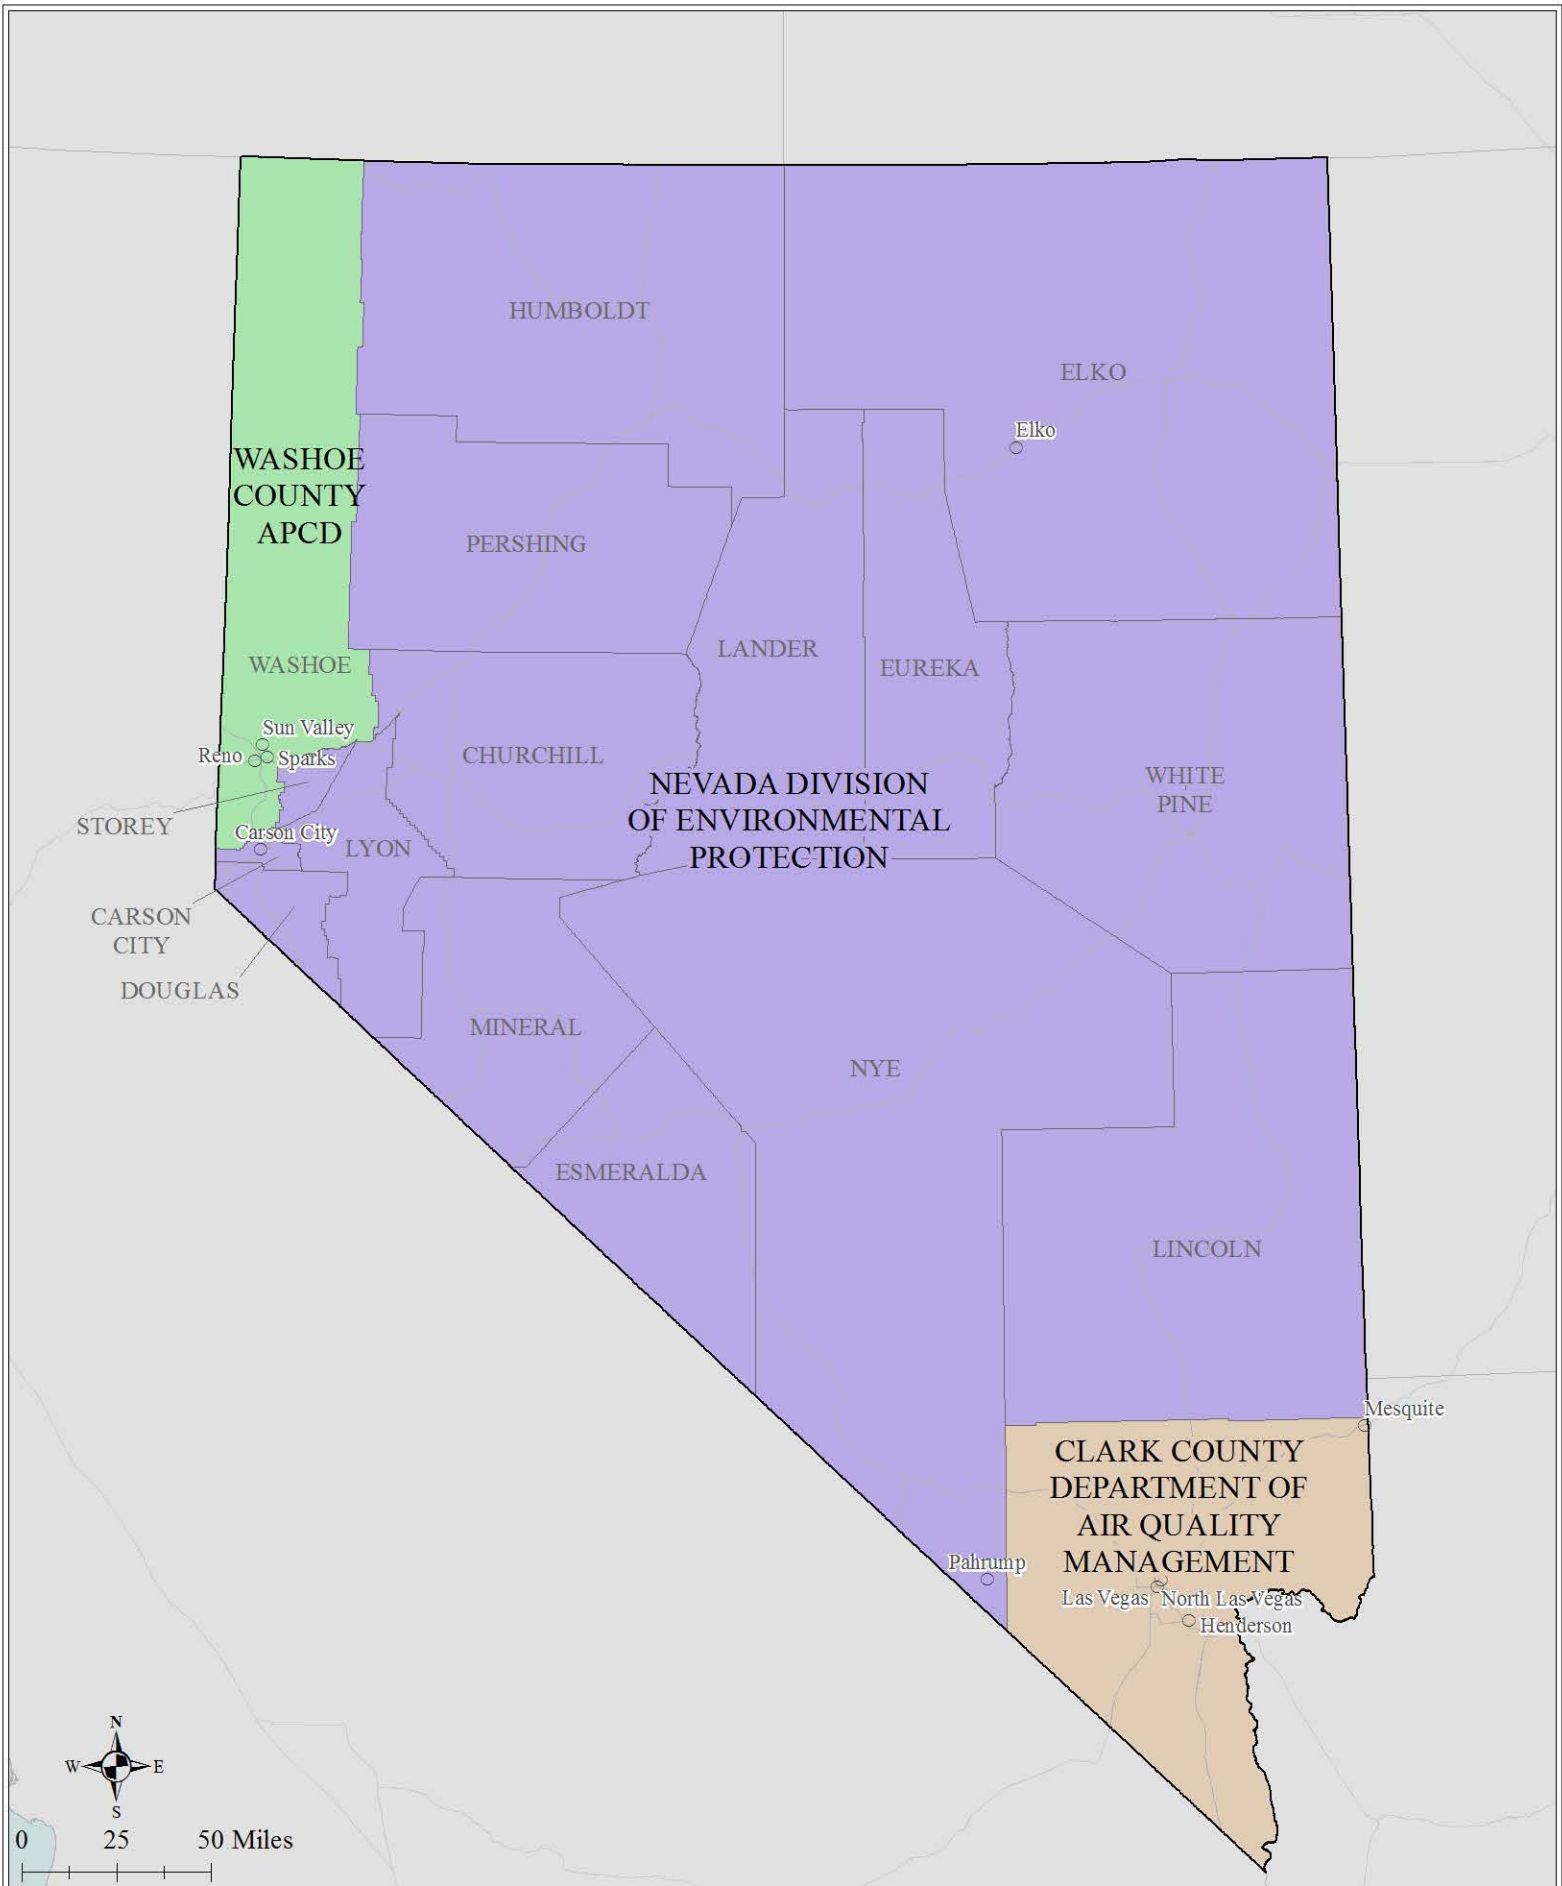 HUMBOLDT
ELKO
Elko
WASHOE
COUNTY
APCD
PERSHING
LANDER
EUREKA
WASHOE
Sun Valley
Reno
Sparks
CHURCHILL
NEVADA DIVISION
OF ENVIRONMENTAL
PROTECTION
WHITE
PINE
STOREY
Carson City
LYON
CARSON
CITY
DOUGLAS
MINERAL
NYE
ESMERALDA
LINCOLN
Mesquite
CLARK COUNTY
DEPARTMENT OF
AIR QUALITY
MANAGEMENT
Pahrump
Las Vegas
North Las Vegas
Henderson
N
W
E
S
0 25 50 Miles